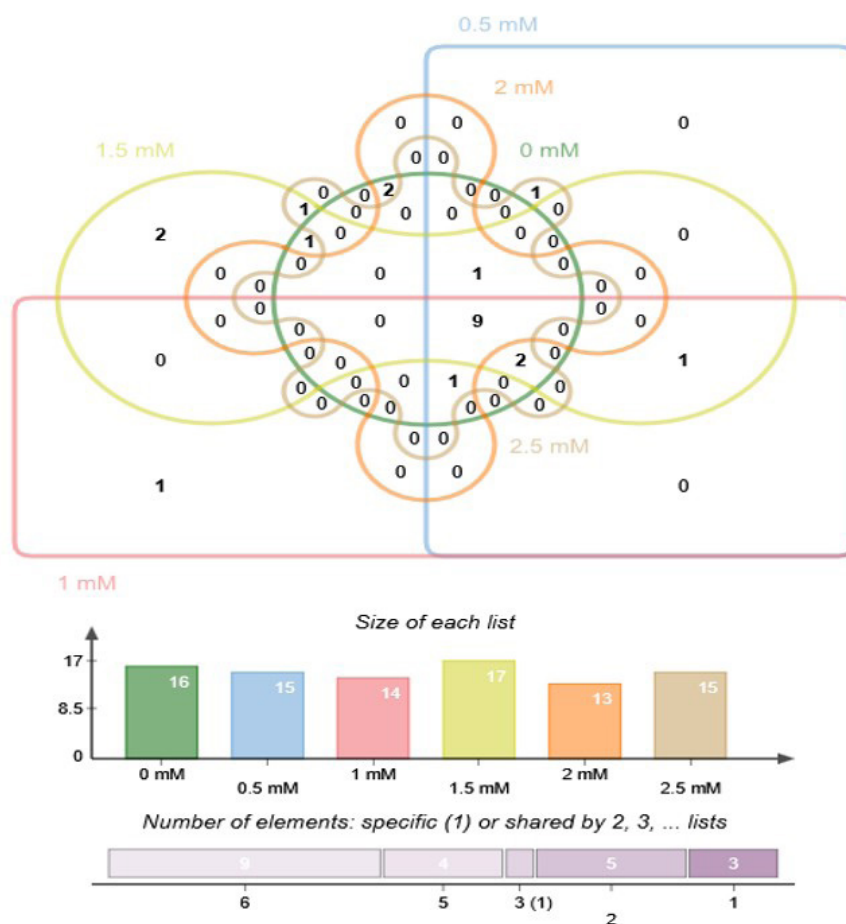 0.5 mM
2 mM
0 0 0
1.5 mM 0 mM
0 0
0 0 2 0 0 1
1 0 0 0 0 0
2 1 0 0 0 0
0 0
0 0 1 0
0 0
0 0
0 0 9 0
0 0
0 0 0 2 0 1
0 0 0 1 0 0
0 0 0 0 0 0
0 0 2.5 mM
0 0
1 0
1 mM
Size of each list
17
8.5
0
16 15 14 17 13 15
0 mM 0.5 mM 1 mM 1.5 mM 2 mM 2.5 mM
Number of elements: specific (1) or shared by 2, 3, ... lists
9 4 5 3
6 5 3 (1) 2 1